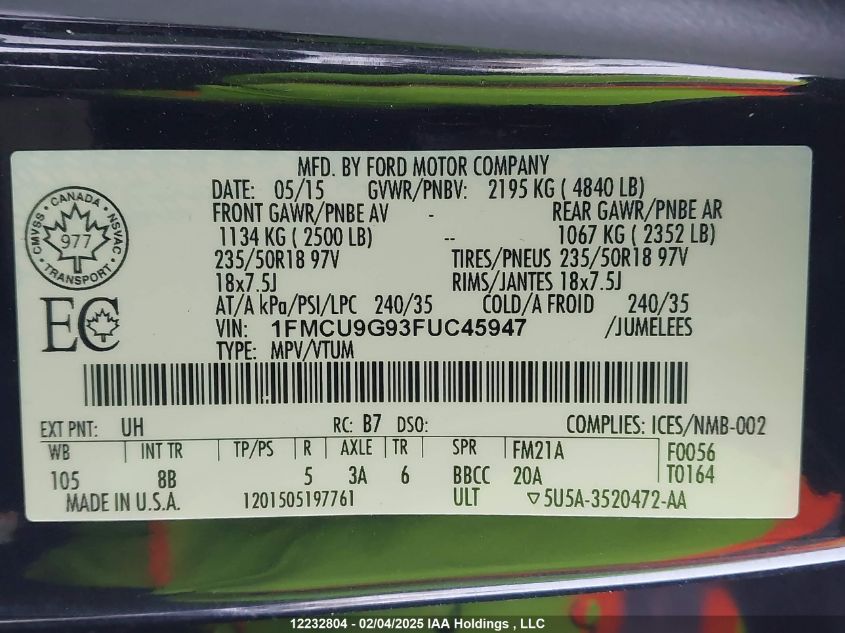 MFD. BY FORD MOTOR COMPANY
DATE: 05/15 GVWR/PNBV: 2195 KG ( 4840 LB)
FRONT GAWR/PNBE AV - REAR GAWR/PNBE AR
1134 KG ( 2500 LB) -- 1067 KG ( 2352 LB)
235/50R18 97V TIRES/PNEUS 235/50R18 97V
18x7.5J RIMS/JANTES 18x7.5J
AT/A kPa/PSI/LPC 240/35 COLD/A FROID 240/35
VIN: 1FMCU9G93FUC45947 /JUMELEES
TYPE: MPV/VTUM
CANADA
CMVSS NSVAC
977
TRANSPORT
EC
EXT PNT: UH RC: B7 DSO: COMPLIES: ICES/NMB-002
WB INT TR TP/PS R AXLE TR SPR FM21A F0056
105 8B 5 3A 6 BBCC 20A T0164
MADE IN U.S.A. 1201505197761 ULT ▽5U5A-3520472-AA
12232804 - 02/04/2025 IAA Holdings , LLC